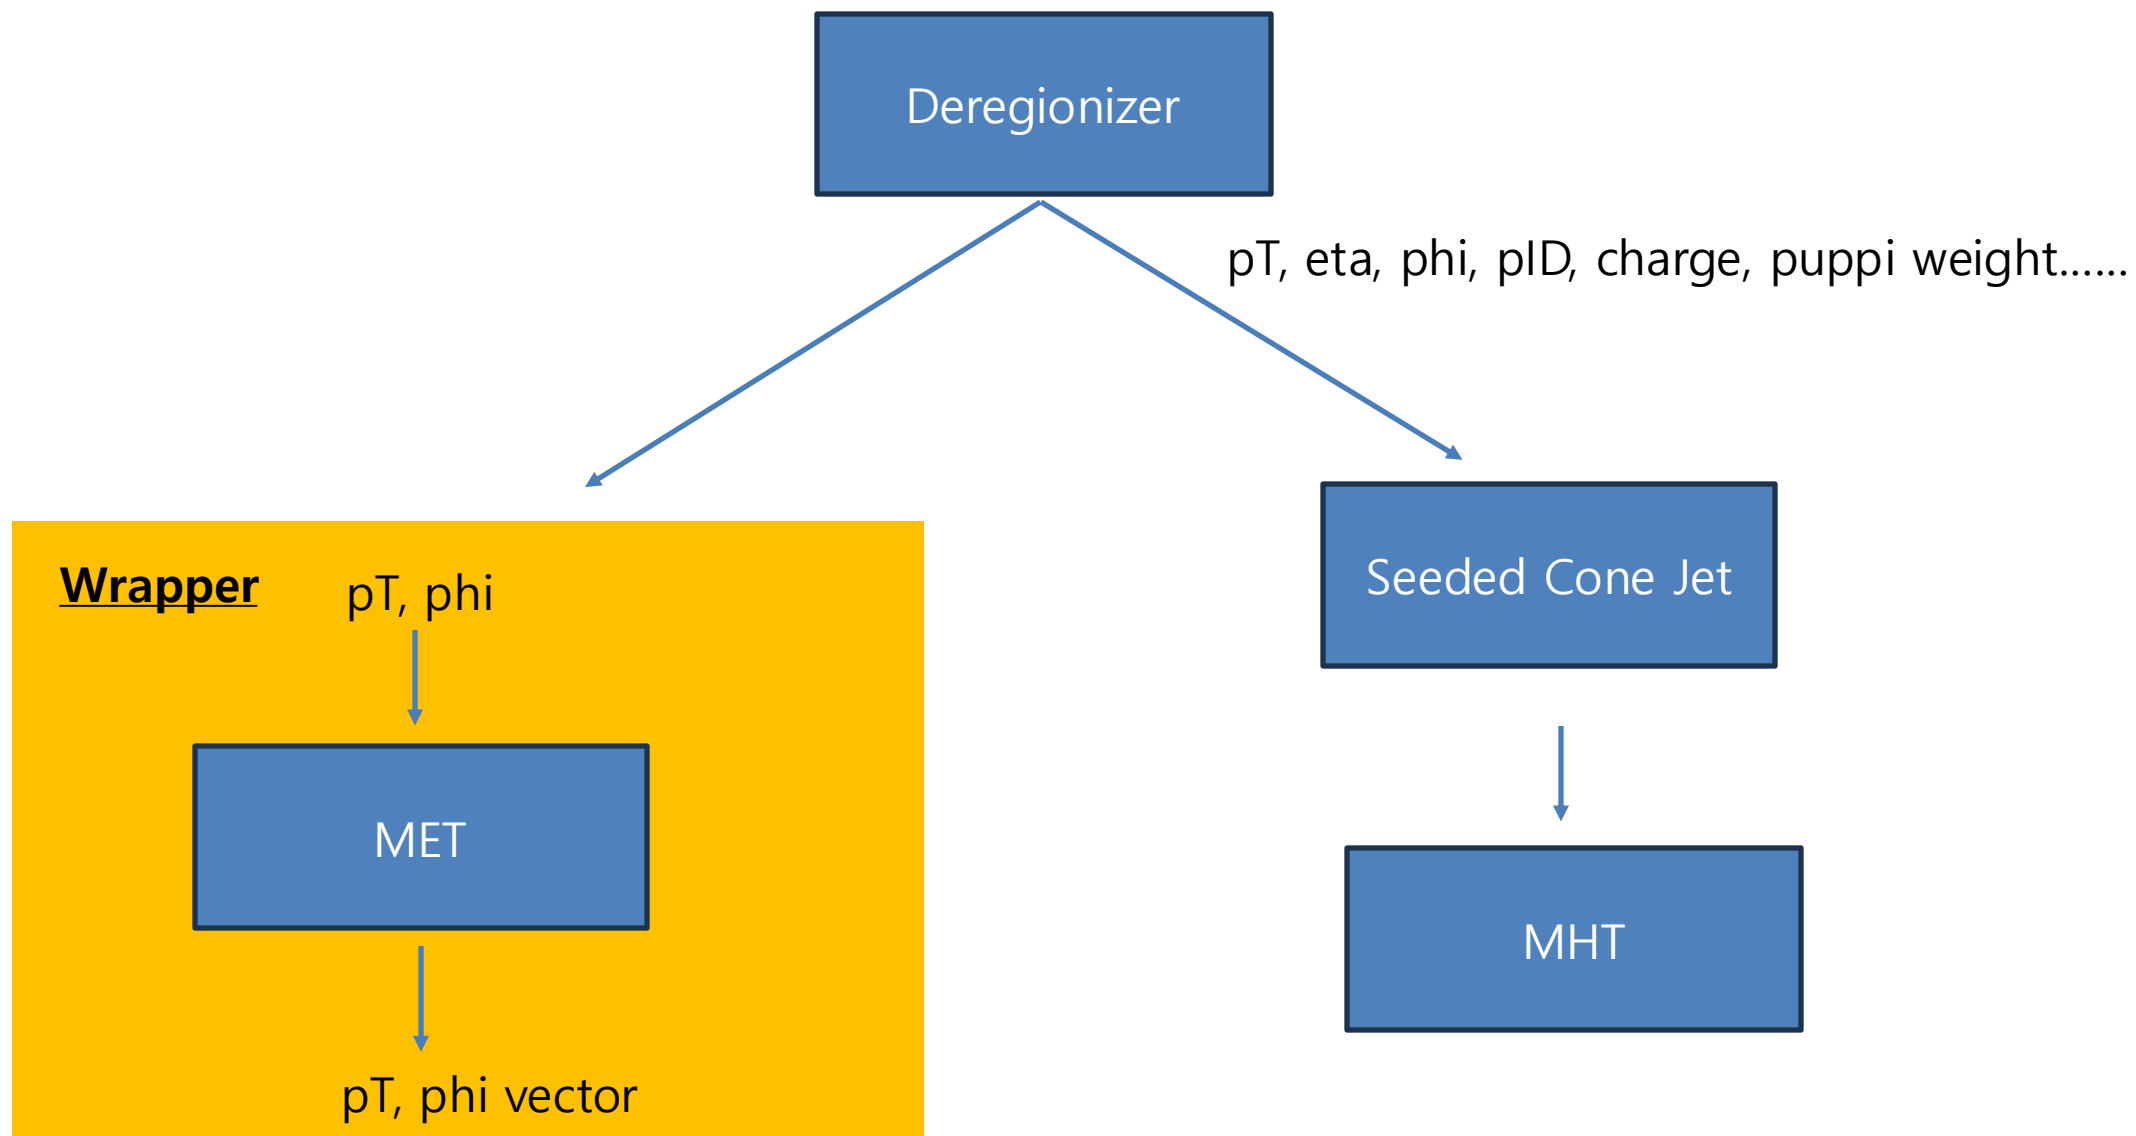 Deregionizer
pT, eta, phi, pID, charge, puppi weight......
Wrapper
pT, phi
MET
pT, phi vector
Seeded Cone Jet
MHT